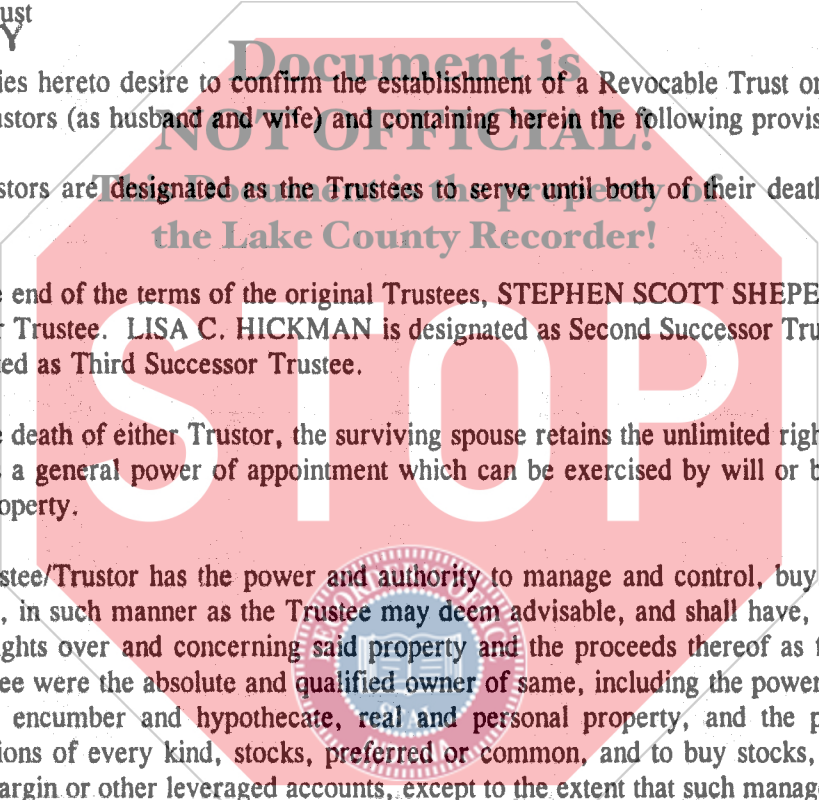 ust
Y
Document is
ies hereto desire to confirm the establishment of a Revocable Trust or
NOT OFFICIAL!
ustors (as husband and wife) and containing herein the following provis
This Document is the property of
stors are designated as the Trustees to serve until both of their death
the Lake County Recorder!
e end of the terms of the original Trustees, STEPHEN SCOTT SHEPE
r Trustee. LISA C. HICKMAN is designated as Second Successor Tru
ted as Third Successor Trustee.
STOP
e death of either Trustor, the surviving spouse retains the unlimited righ
a general power of appointment which can be exercised by will or b
operty.
stee/Trustor has the power and authority to manage and control, buy
, in such manner as the Trustee may deem advisable, and shall have,
ghts over and concerning said property and the proceeds thereof as
ee were the absolute and qualified owner of same, including the power
encumber and hypothecate, real and personal property, and the p
ions of every kind, stocks, preferred or common, and to buy stocks,
argin or other leveraged accounts, except to the extent that such manag
SEAL